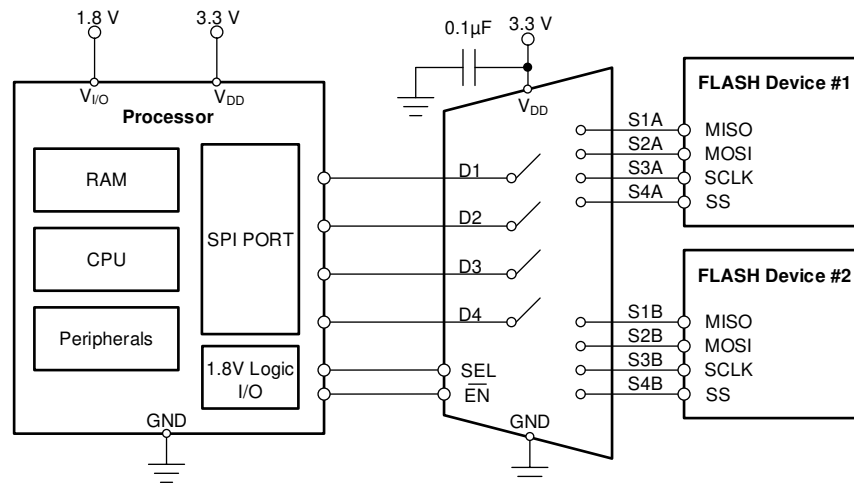 1.8 V
3.3 V
V_I/O
V_DD
Processor
RAM
CPU
Peripherals
SPI PORT
1.8V Logic
I/O
GND
0.1µF
3.3 V
V_DD
D1
D2
D3
D4
SEL
E̅N̅
GND
S1A
S2A
S3A
S4A
FLASH Device #1
MISO
MOSI
SCLK
SS
S1B
S2B
S3B
S4B
FLASH Device #2
MISO
MOSI
SCLK
SS